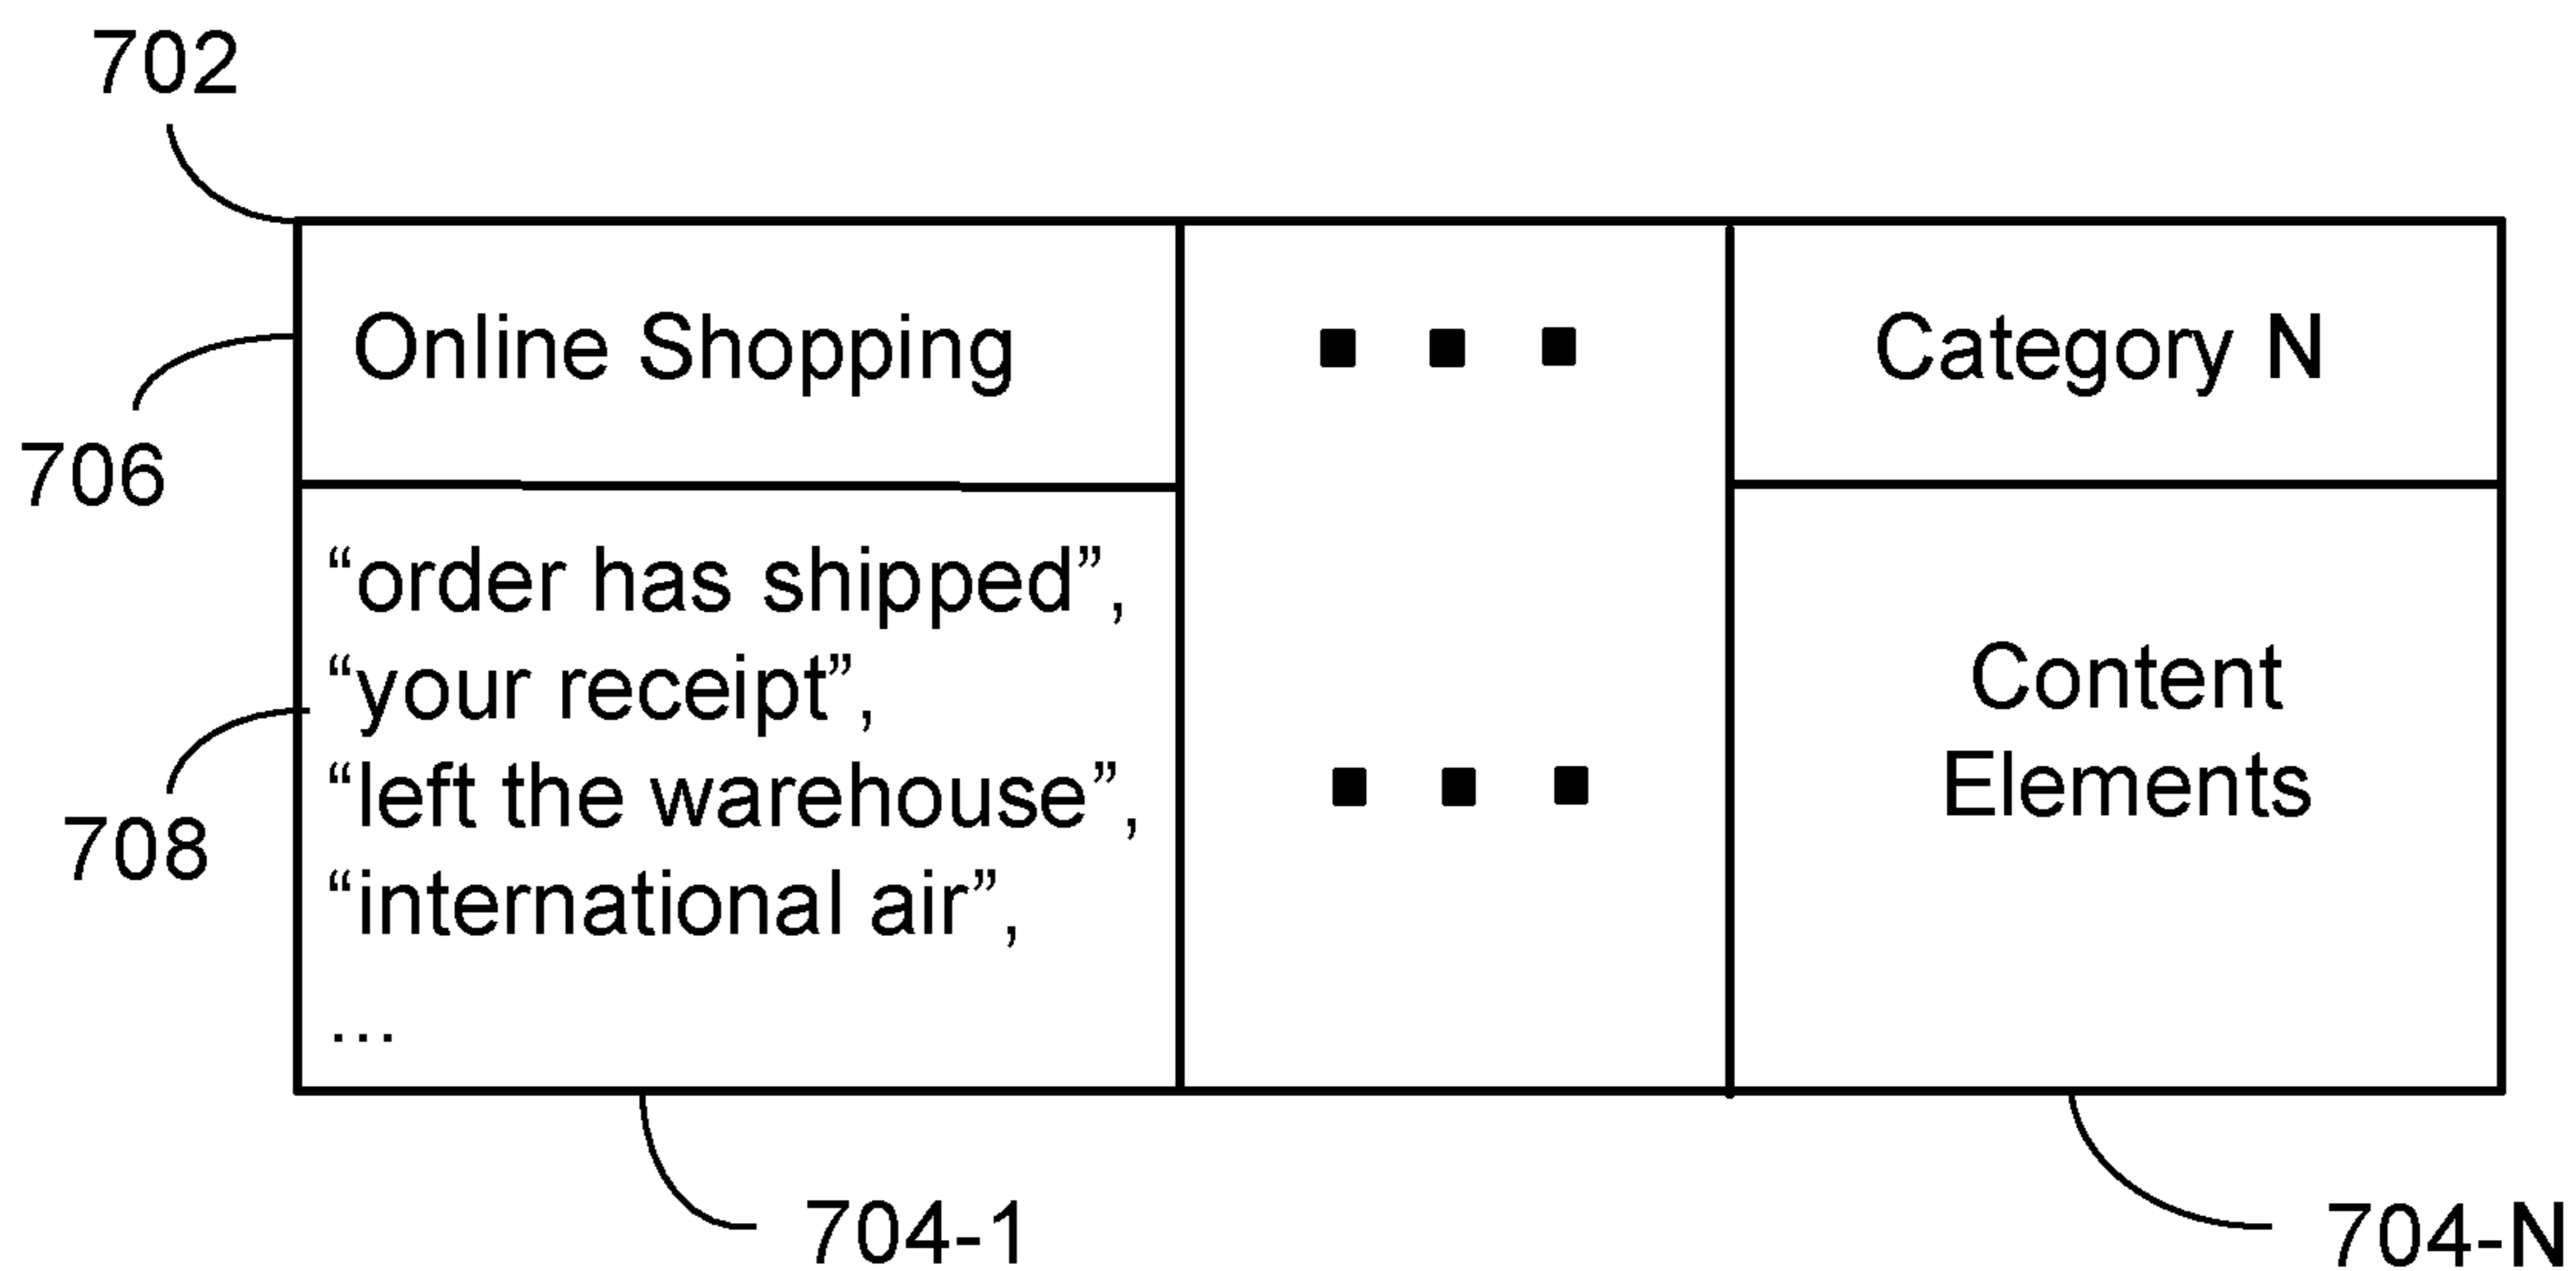 702
Online Shopping
▪ ▪ ▪
Category N
706
“order has shipped”,
“your receipt”,
“left the warehouse”,
“international air”,
...
▪ ▪ ▪
Content
Elements
708
704-1
704-N